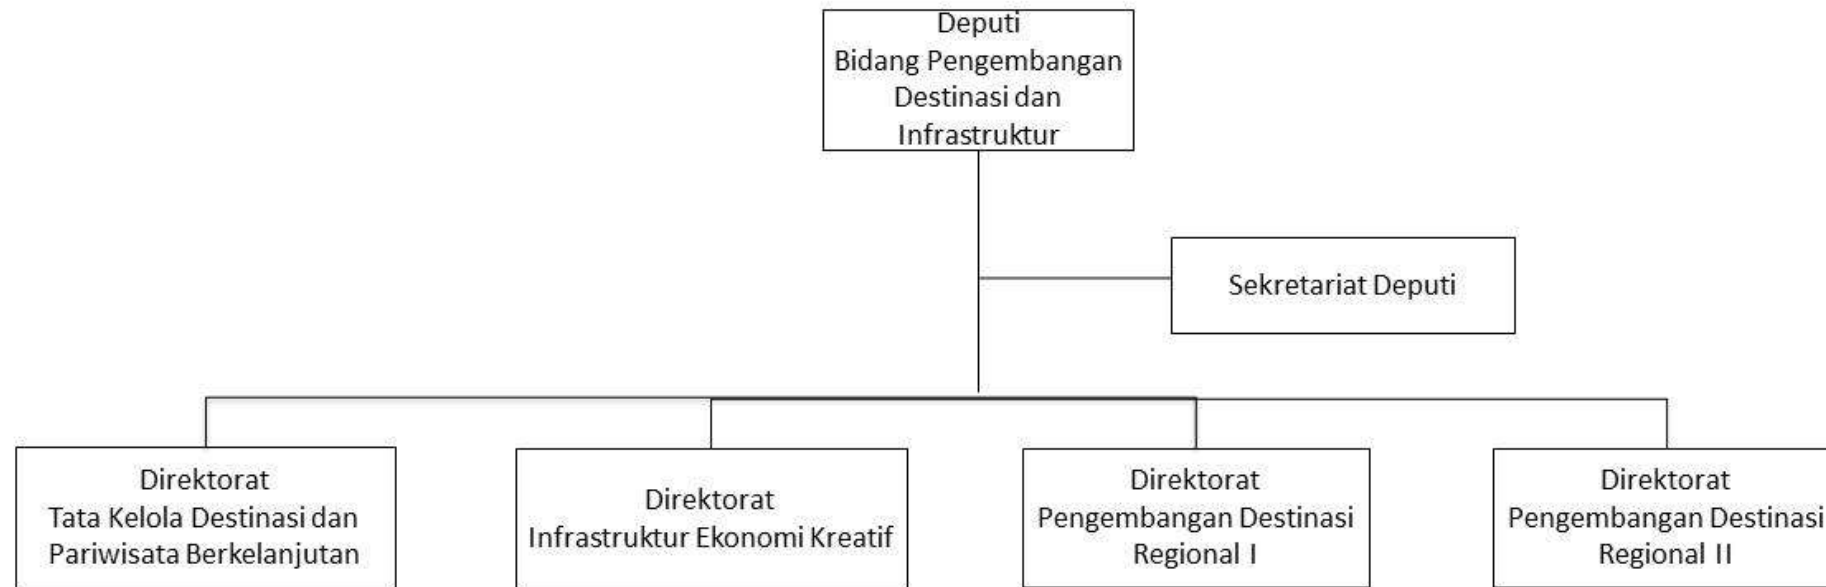 Deputi
Bidang Pengembangan
Destinasi dan
Infrastruktur
Sekretariat Deputi
Direktorat
Tata Kelola Destinasi dan
Pariwisata Berkelanjutan
Direktorat
Infrastruktur Ekonomi Kreatif
Direktorat
Pengembangan Destinasi
Regional I
Direktorat
Pengembangan Destinasi
Regional II